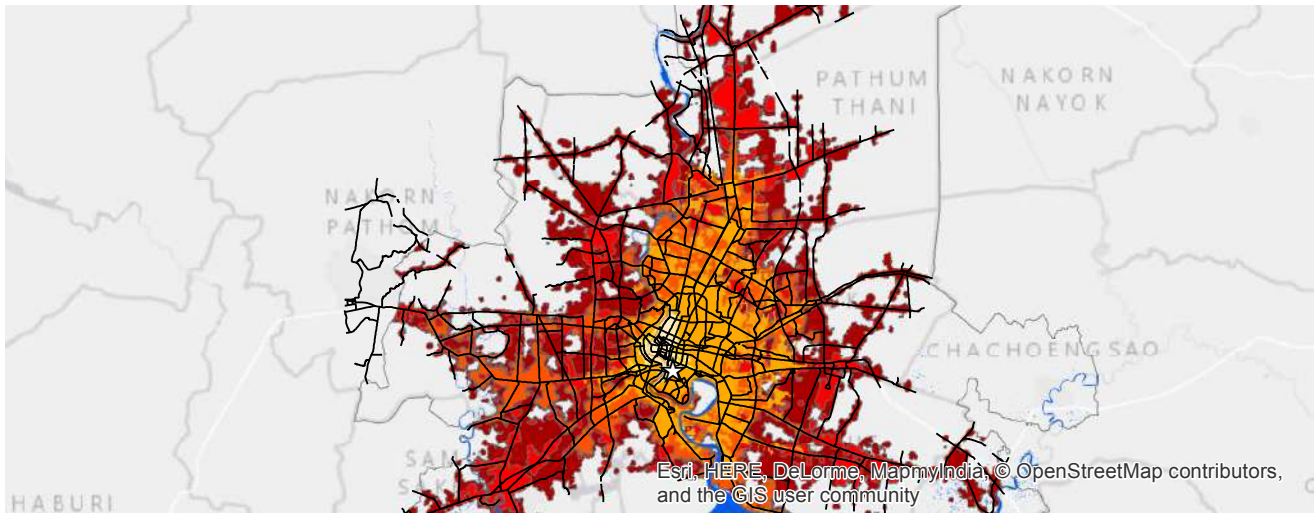 PATHUM
THANI
NAKORN
NAYOK
NAKORN
PATHOM
CHACHOENGSAO
SAM
HABURI
Esri, HERE, DeLorme, MapmyIndia, © OpenStreetMap contributors,
and the GIS user community